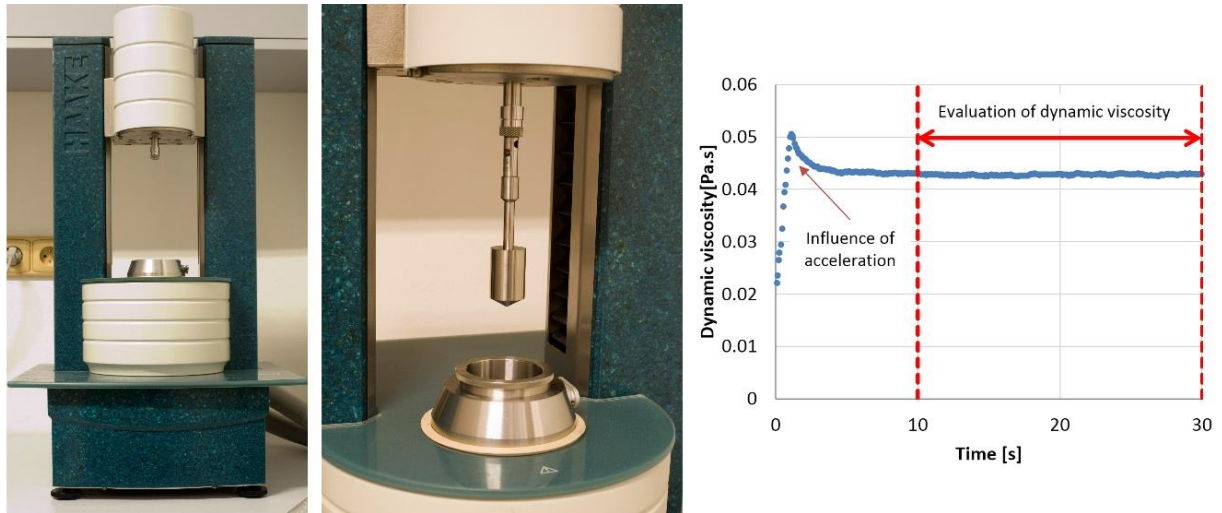 HAAKE
0.06
0.05
0.04
0.03
0.02
0.01
0
Dynamic viscosity[Pa.s]
Evaluation of dynamic viscosity
Influence of
acceleration
0
10
20
30
Time [s]